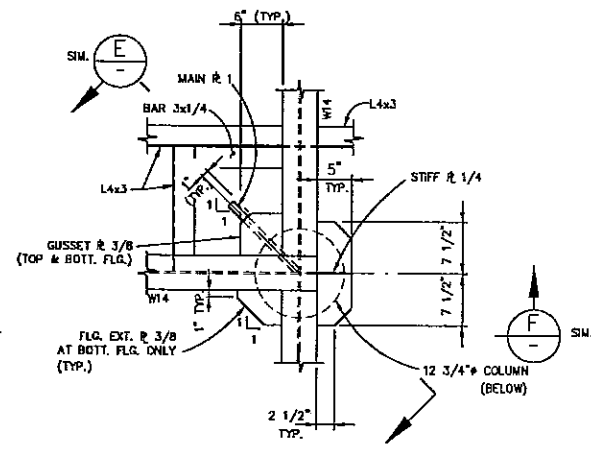 6" (TYP.)
E
-
SIM.
MAIN ⅊ 1
BAR 3x1/4
W14
L4x3
5"
TYP.
STIFF ⅊ 1/4
L4x3
1"
(TYP.)
1
1
GUSSET ⅊ 3/8
(TOP & BOTT. FLG.)
7 1/2"
7 1/2"
W14
1" TYP.
1
1
FLG. EXT. ⅊ 3/8
AT BOTT. FLG ONLY
(TYP.)
F
-
SIM.
12 3/4"ø COLUMN
(BELOW)
2 1/2"
TYP.